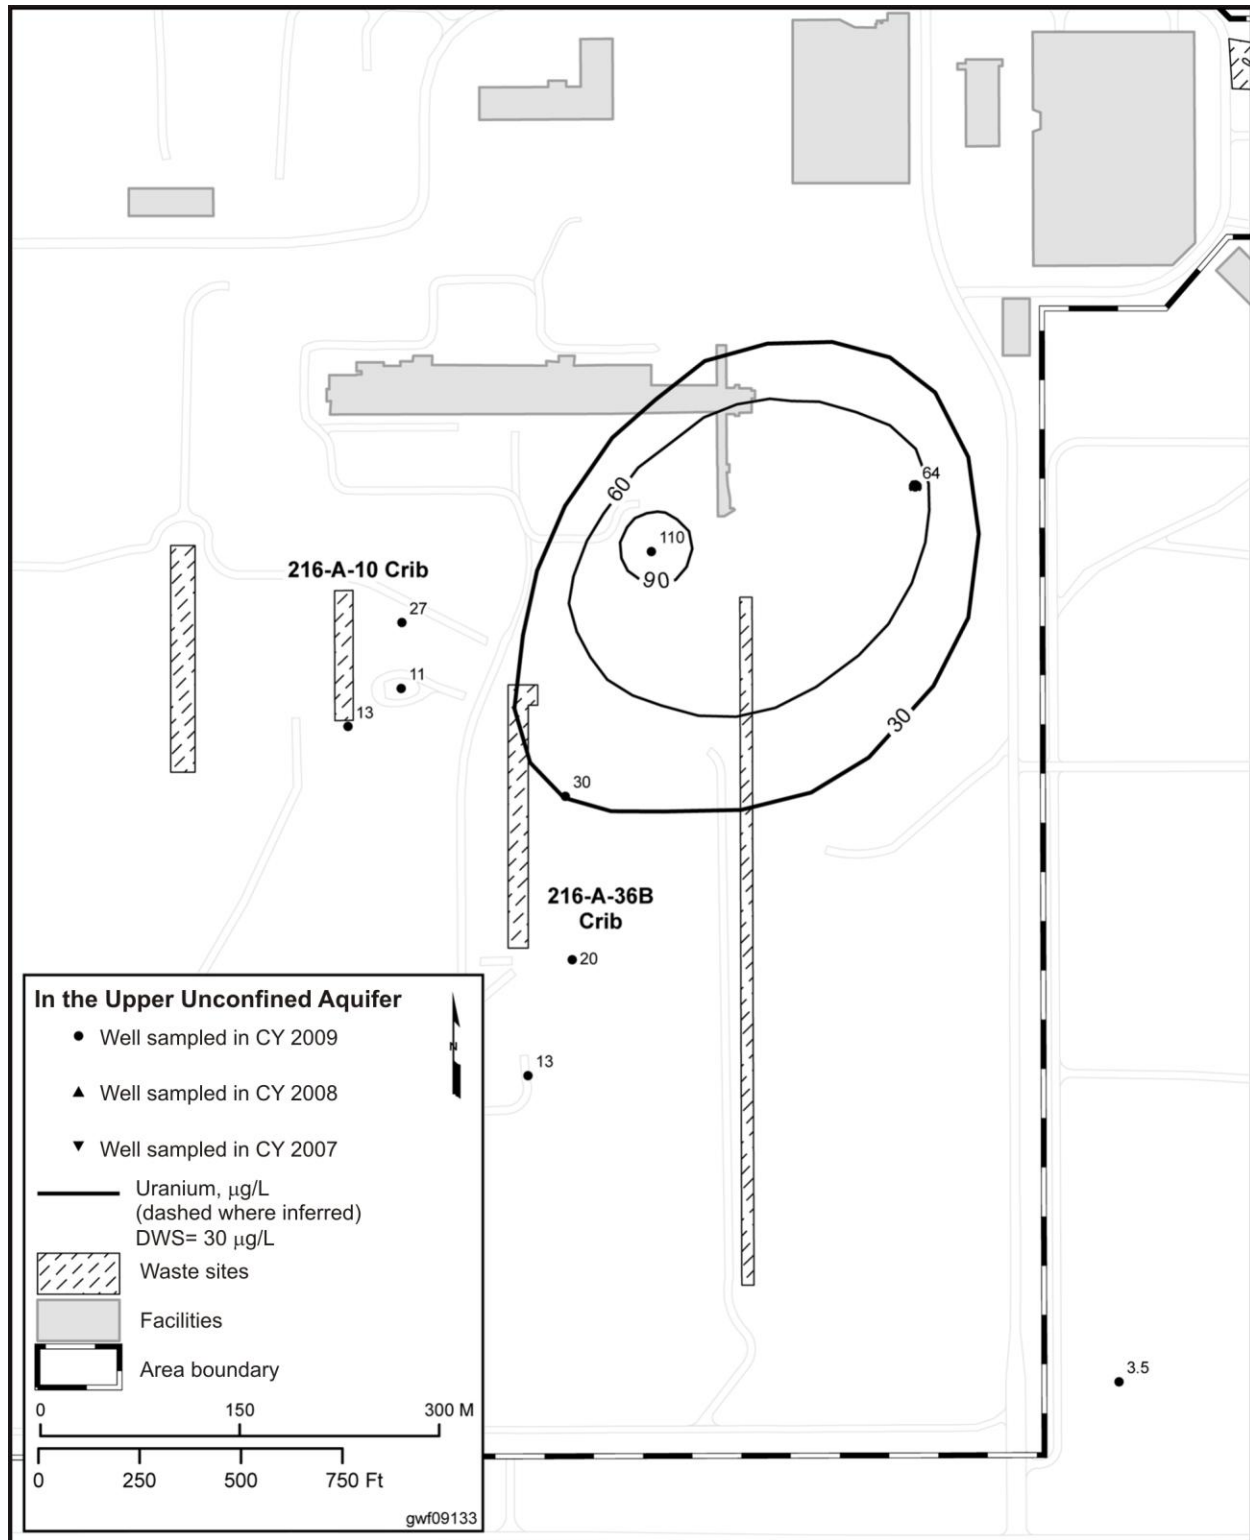 64
60
110
90
216-A-10 Crib
27
11
13
30
30
216-A-36B
Crib
20
13
3.5
In the Upper Unconfined Aquifer
Well sampled in CY 2009
N
Well sampled in CY 2008
Well sampled in CY 2007
Uranium, µg/L
(dashed where inferred)
DWS= 30 µg/L
Waste sites
Facilities
Area boundary
0 150 300 M
0 250 500 750 Ft
gwf09133